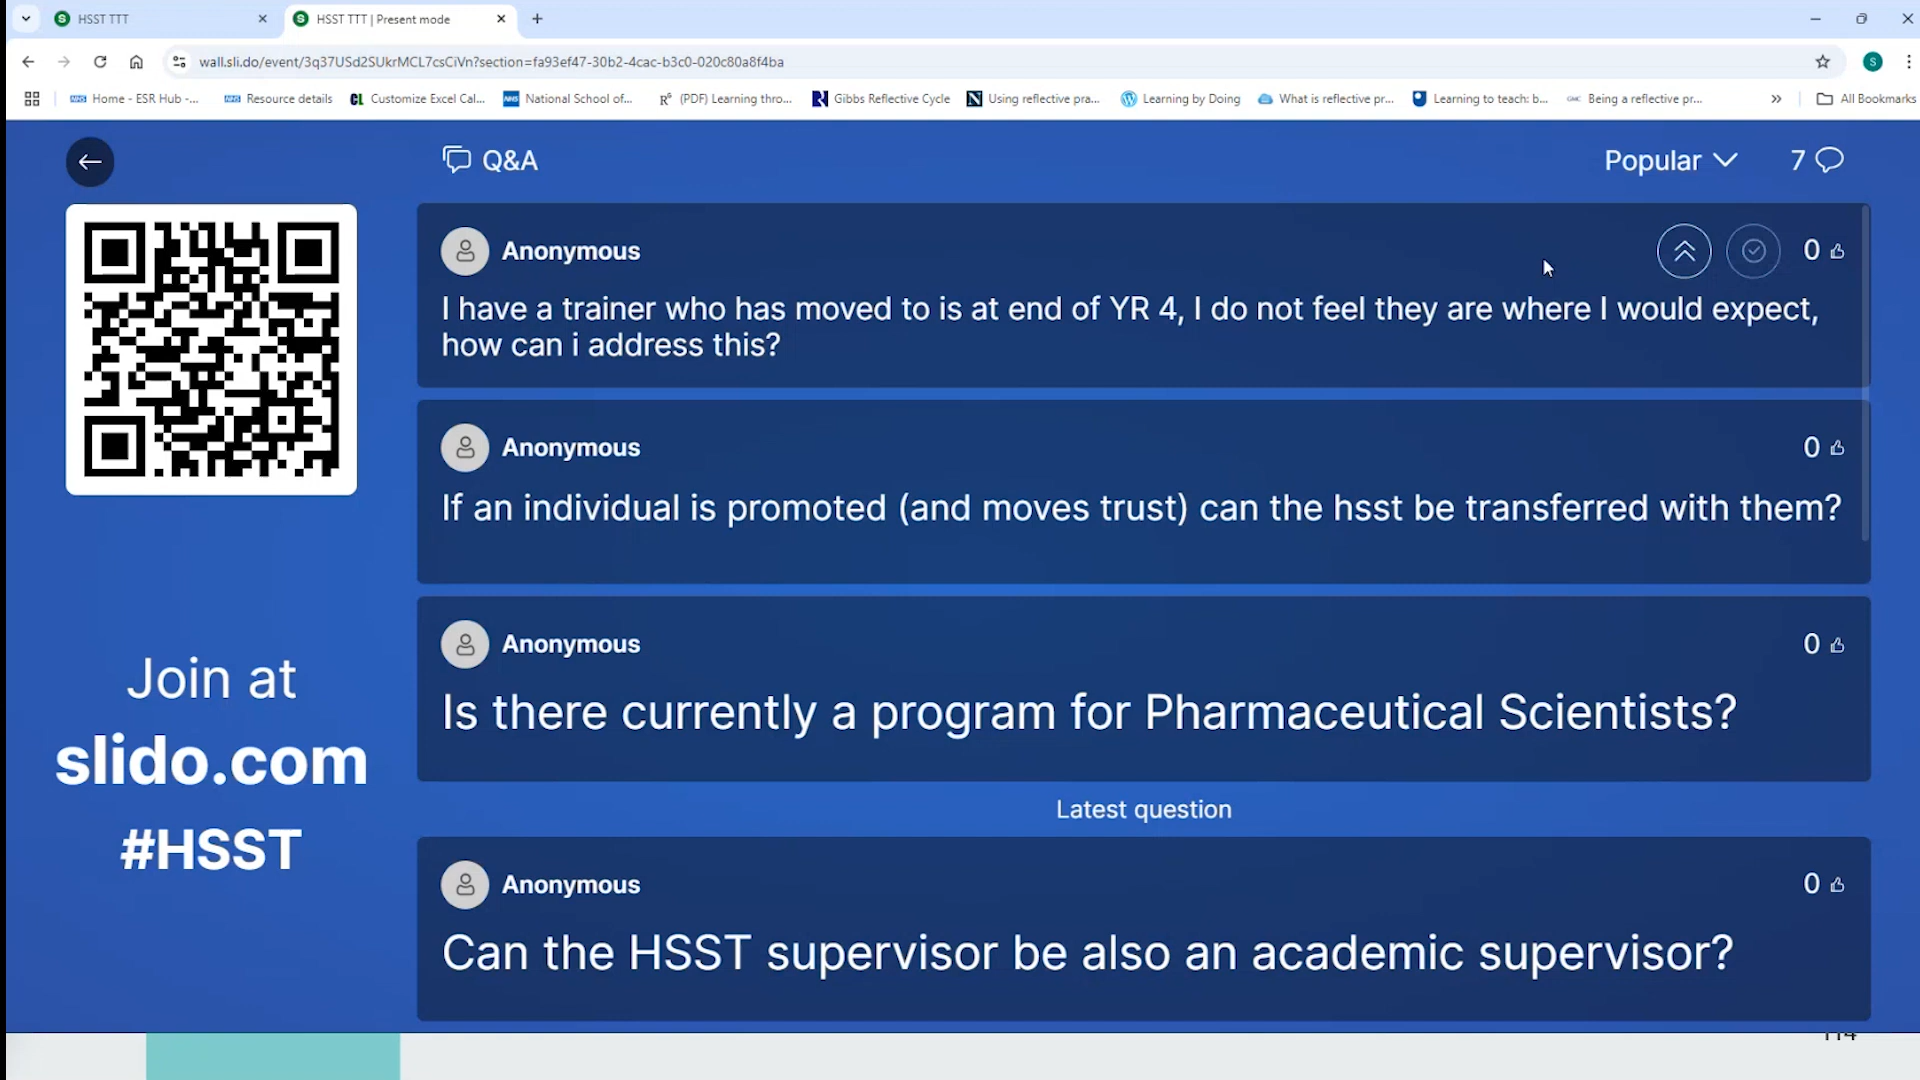 HSST TTT
HSST TTT | Present mode
wall.sli.do/event/3q37USd2SUkrMCL7csCiVn?section=fa93ef47-30b2-4cac-b3c0-020c80a8f4ba
S
NHS Home - ESR Hub -...
NHS Resource details
CL Customize Excel Cal...
NHS National School of...
R⁶ (PDF) Learning thro...
Gibbs Reflective Cycle
N Using reflective pra...
Learning by Doing
What is reflective pr...
Learning to teach: b...
GMC Being a reflective pr...
All Bookmarks
Q&A
Popular
7
Anonymous
0
I have a trainer who has moved to is at end of YR 4, I do not feel they are where I would expect,
how can i address this?
Anonymous
0
If an individual is promoted (and moves trust) can the hsst be transferred with them?
Anonymous
0
Is there currently a program for Pharmaceutical Scientists?
Latest question
Anonymous
0
Can the HSST supervisor be also an academic supervisor?
Join at
slido.com
#HSST